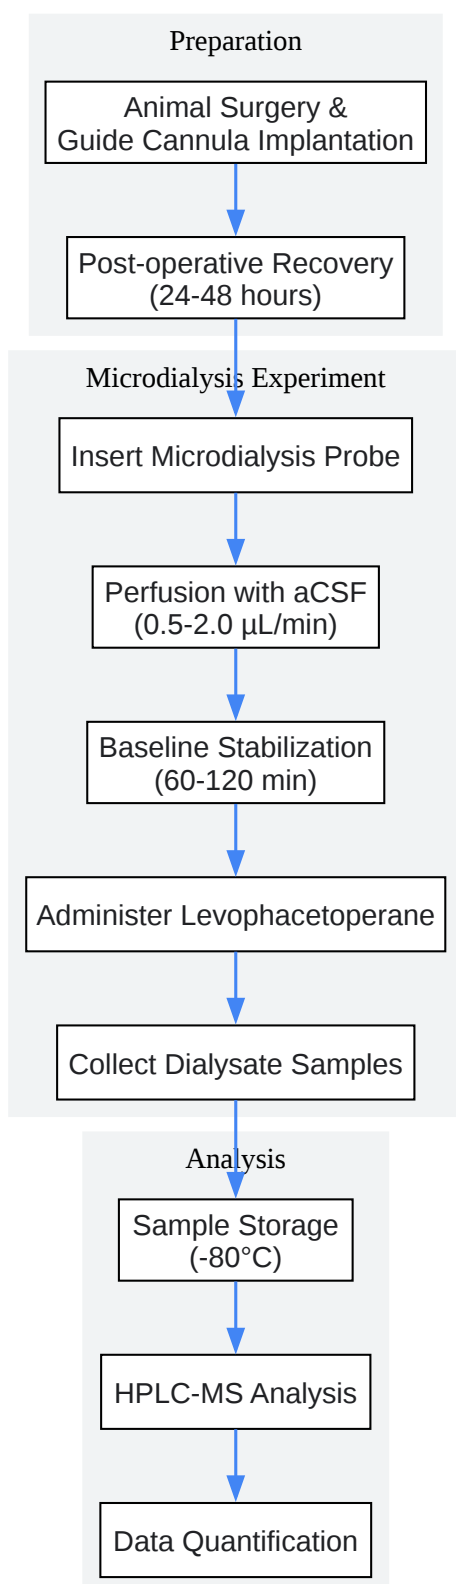 Preparation
Animal Surgery &
Guide Cannula Implantation
Post-operative Recovery
(24-48 hours)
Microdialysis Experiment
Insert Microdialysis Probe
Perfusion with aCSF
(0.5-2.0 µL/min)
Baseline Stabilization
(60-120 min)
Administer Levophacetoperane
Collect Dialysate Samples
Analysis
Sample Storage
(-80°C)
HPLC-MS Analysis
Data Quantification